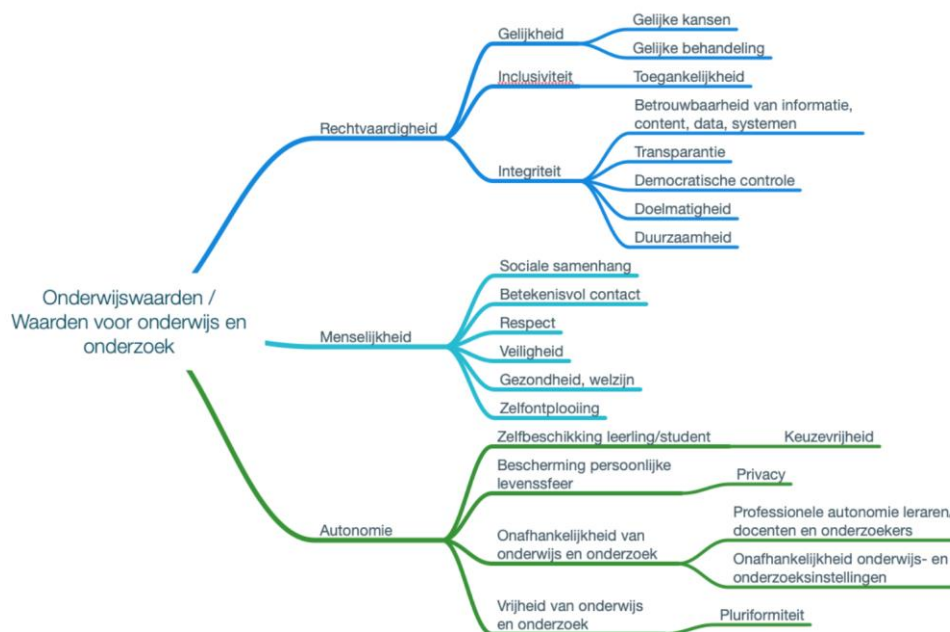 Onderwijswaarden /
Waarden voor onderwijs en
onderzoek
Rechtvaardigheid
Gelijkheid
Gelijke kansen
Gelijke behandeling
Inclusiviteit
Toegankelijkheid
Integriteit
Betrouwbaarheid van informatie,
content, data, systemen
Transparantie
Democratische controle
Doelmatigheid
Duurzaamheid
Menselijkheid
Sociale samenhang
Betekenisvol contact
Respect
Veiligheid
Gezondheid, welzijn
Zelfontplooiing
Autonomie
Zelfbeschikking leerling/student
Keuzevrijheid
Bescherming persoonlijke
levenssfeer
Privacy
Onafhankelijkheid van
onderwijs en onderzoek
Professionele autonomie leraren/
docenten en onderzoekers
Onafhankelijkheid onderwijs- en
onderzoeksinstellingen
Vrijheid van onderwijs
en onderzoek
Pluriformiteit